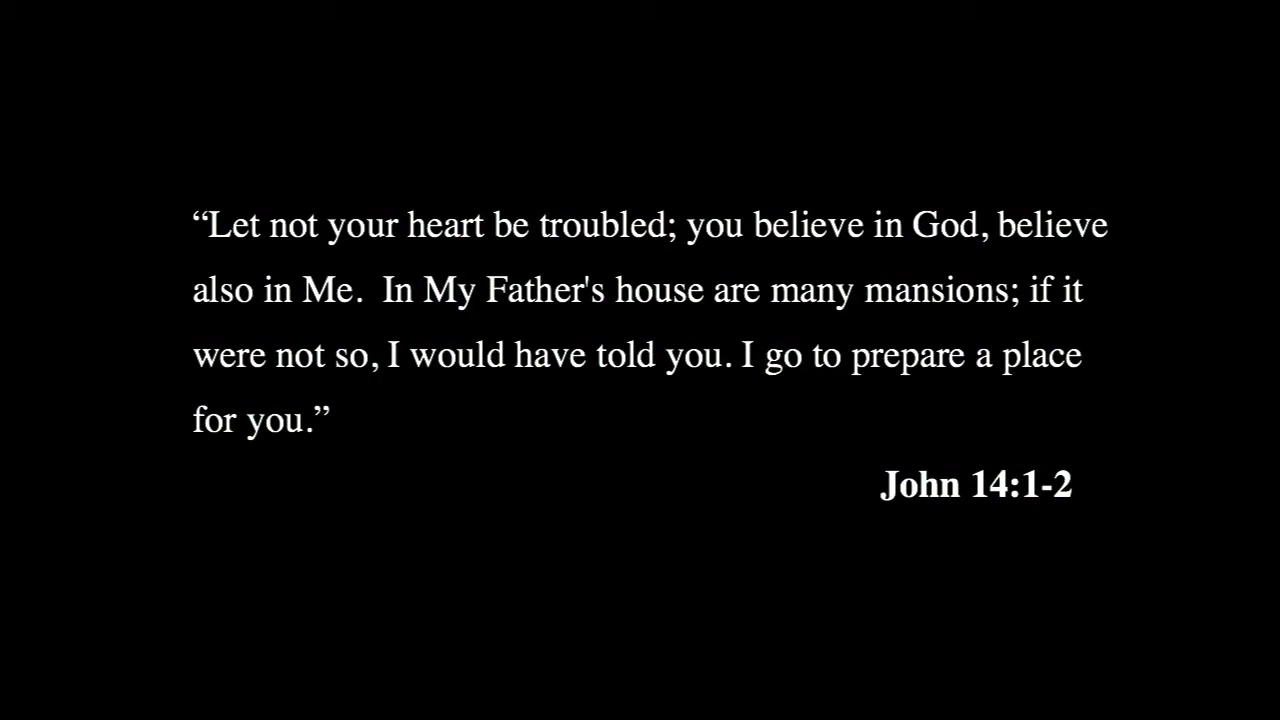 “Let not your heart be troubled; you believe in God, believe
also in Me.  In My Father's house are many mansions; if it
were not so, I would have told you. I go to prepare a place
for you.”
John 14:1-2